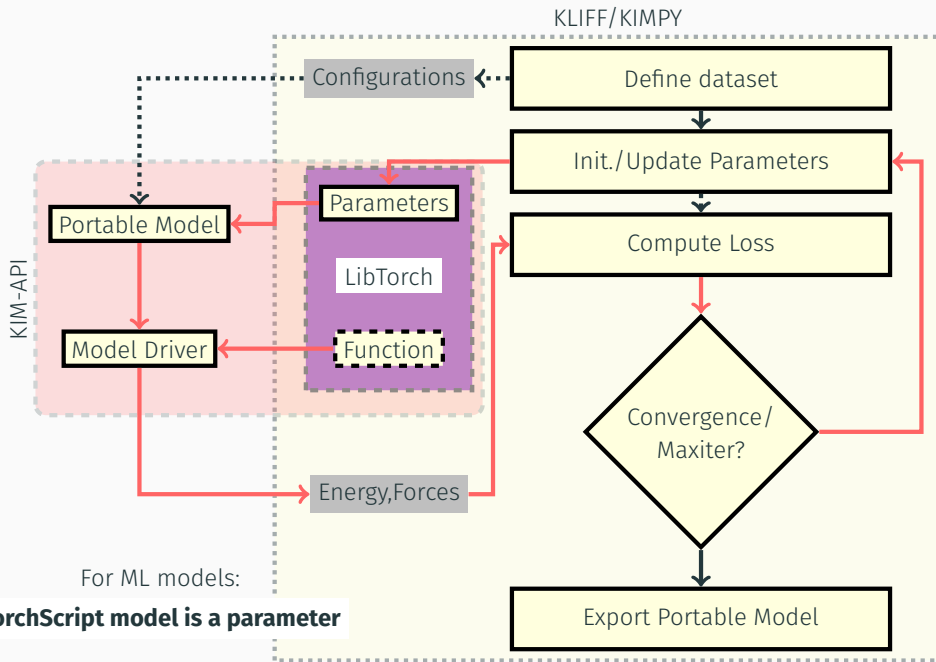 KLIFF/KIMPY
Configurations
Define dataset
Init./Update Parameters
Parameters
Portable Model
Compute Loss
LibTorch
KIM-API
Model Driver
Function
Convergence/
Maxiter?
Energy,Forces
For ML models:
orchScript model is a parameter
Export Portable Model